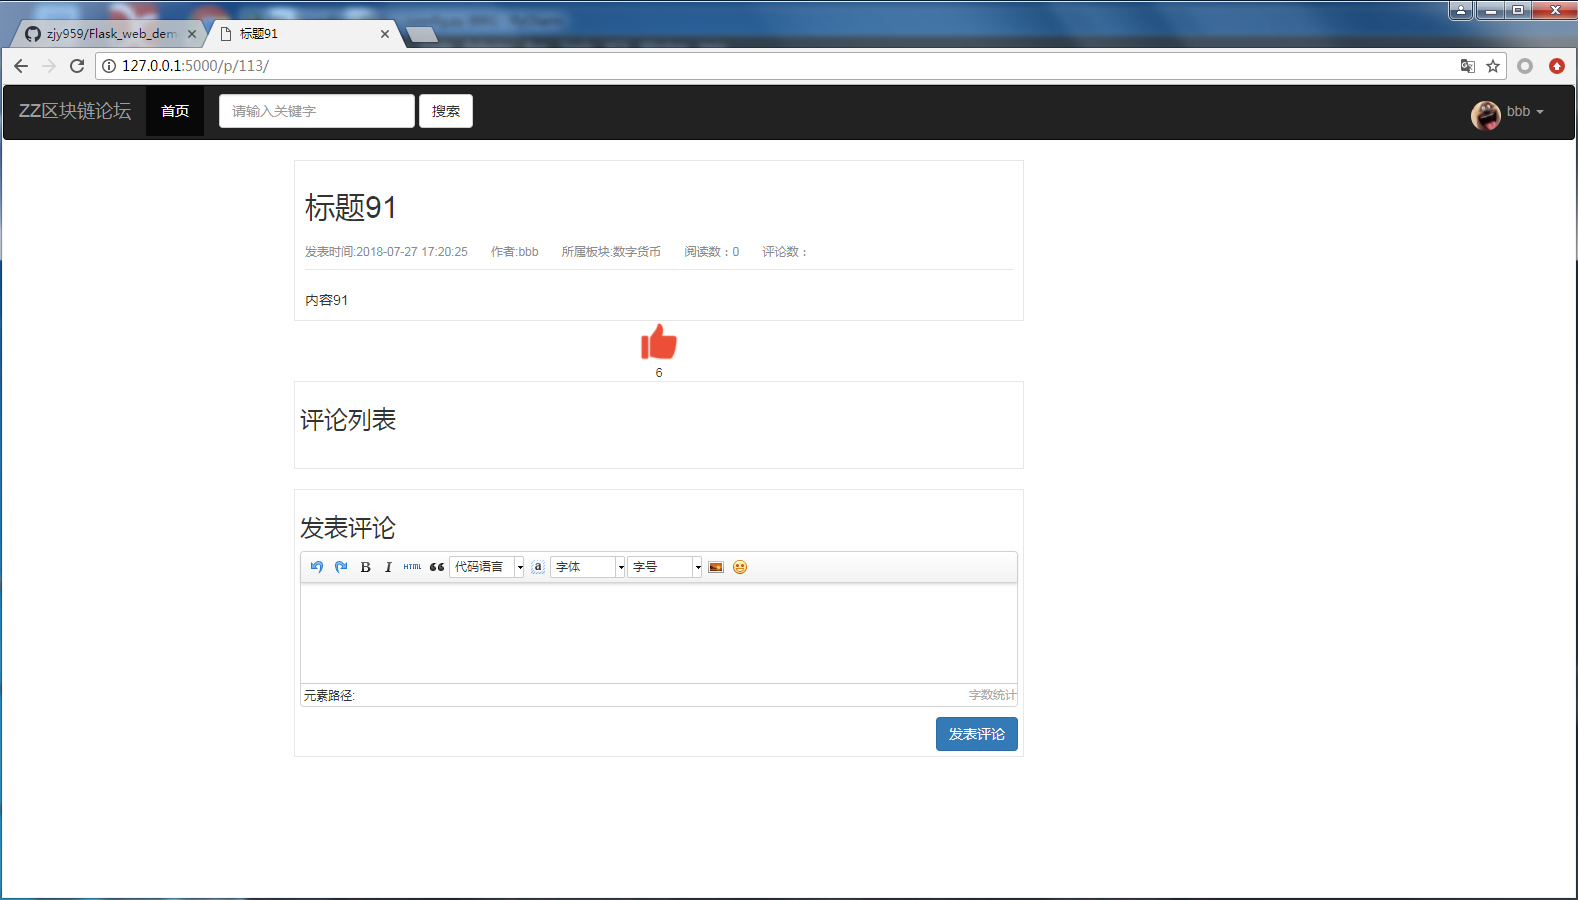 zjy959/Flask_web_dem
标题91
127.0.0.1:5000/p/113/
ZZ区块链论坛 首页 请输入关键字 搜索 bbb
标题91
发表时间:2018-07-27 17:20:25 作者:bbb 所属板块:数字货币 阅读数：0 评论数：
内容91
6
评论列表
发表评论
B I HTML 代码语言 a 字体 字号
元素路径: 字数统计
发表评论